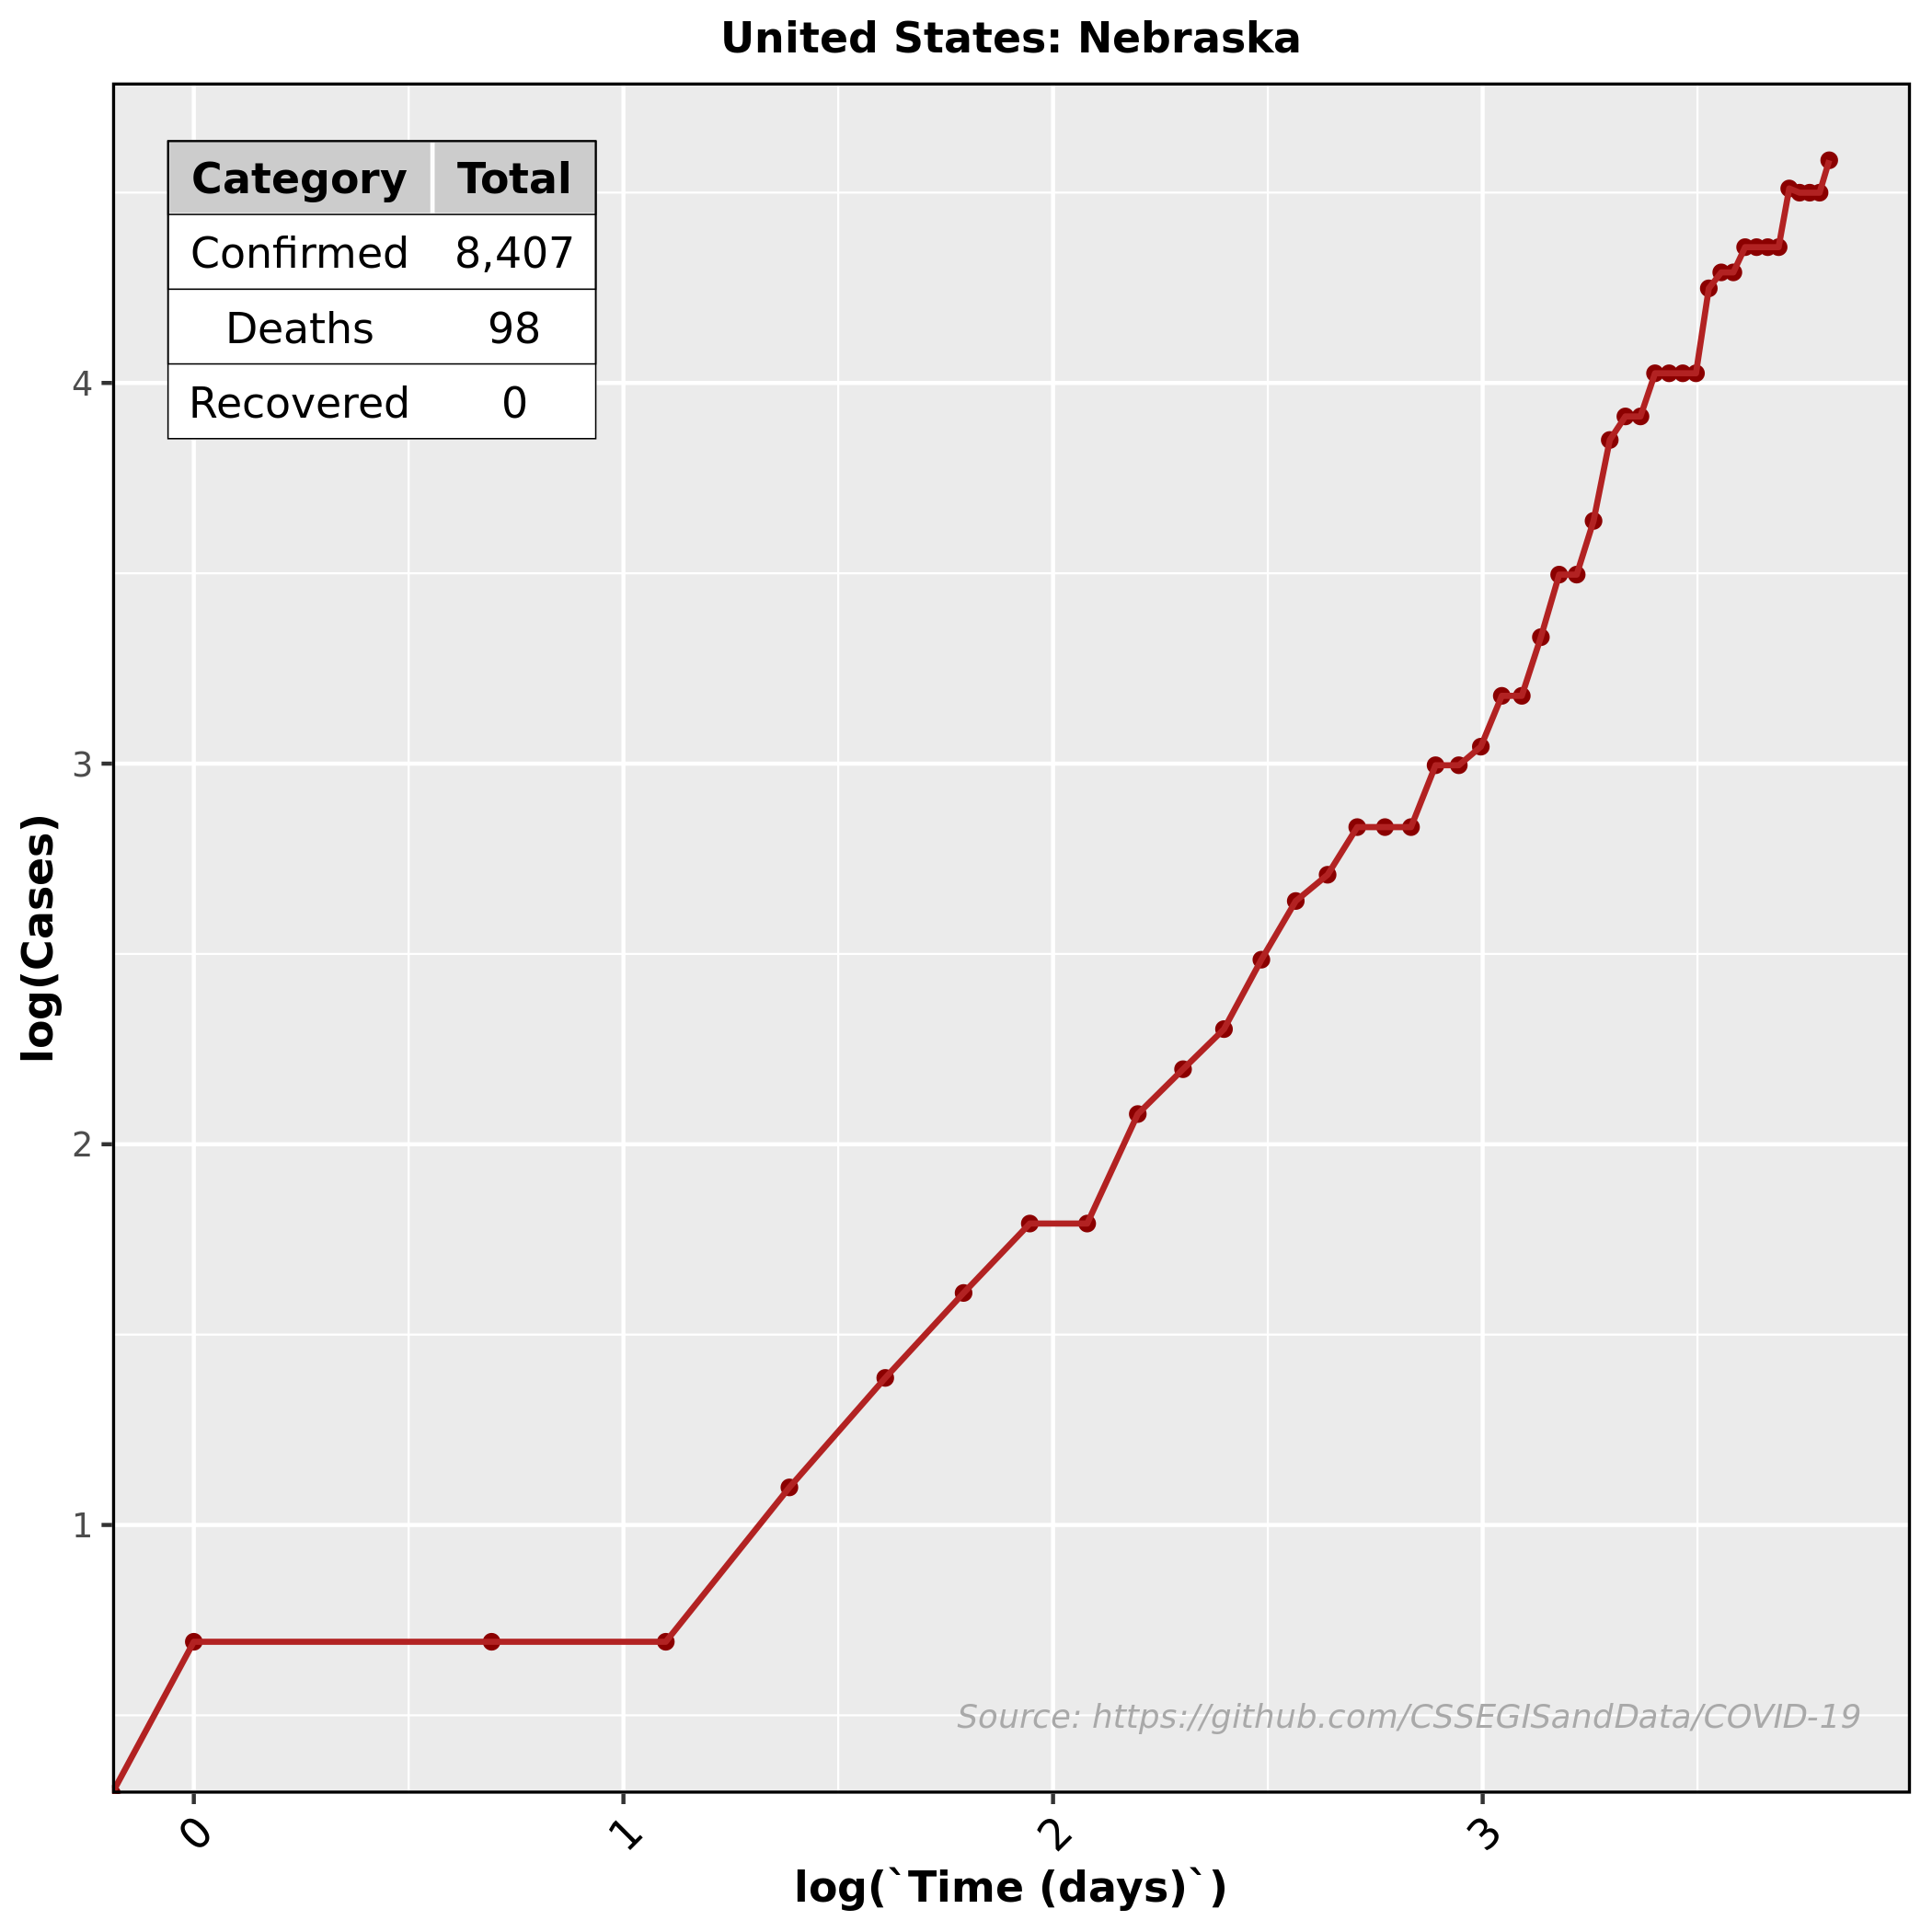 United States: Nebraska
Category Total
Confirmed 8,407
Deaths 98
Recovered 0
4
3
2
1
log(Cases)
Source: https://github.com/CSSEGISandData/COVID-19
0 1 2 3
log(`Time (days)`)